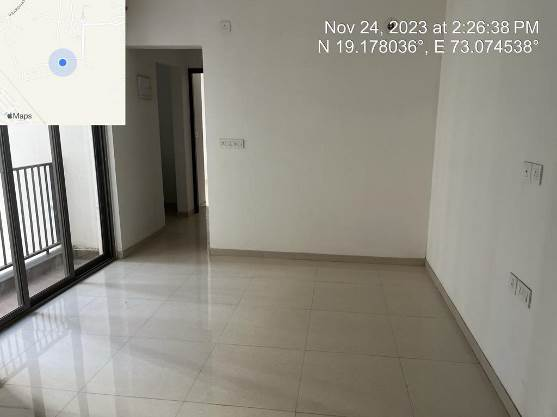 Nov 24, 2023 at 2:26:38 PM
N 19.178036°, E 73.074538°
Maps